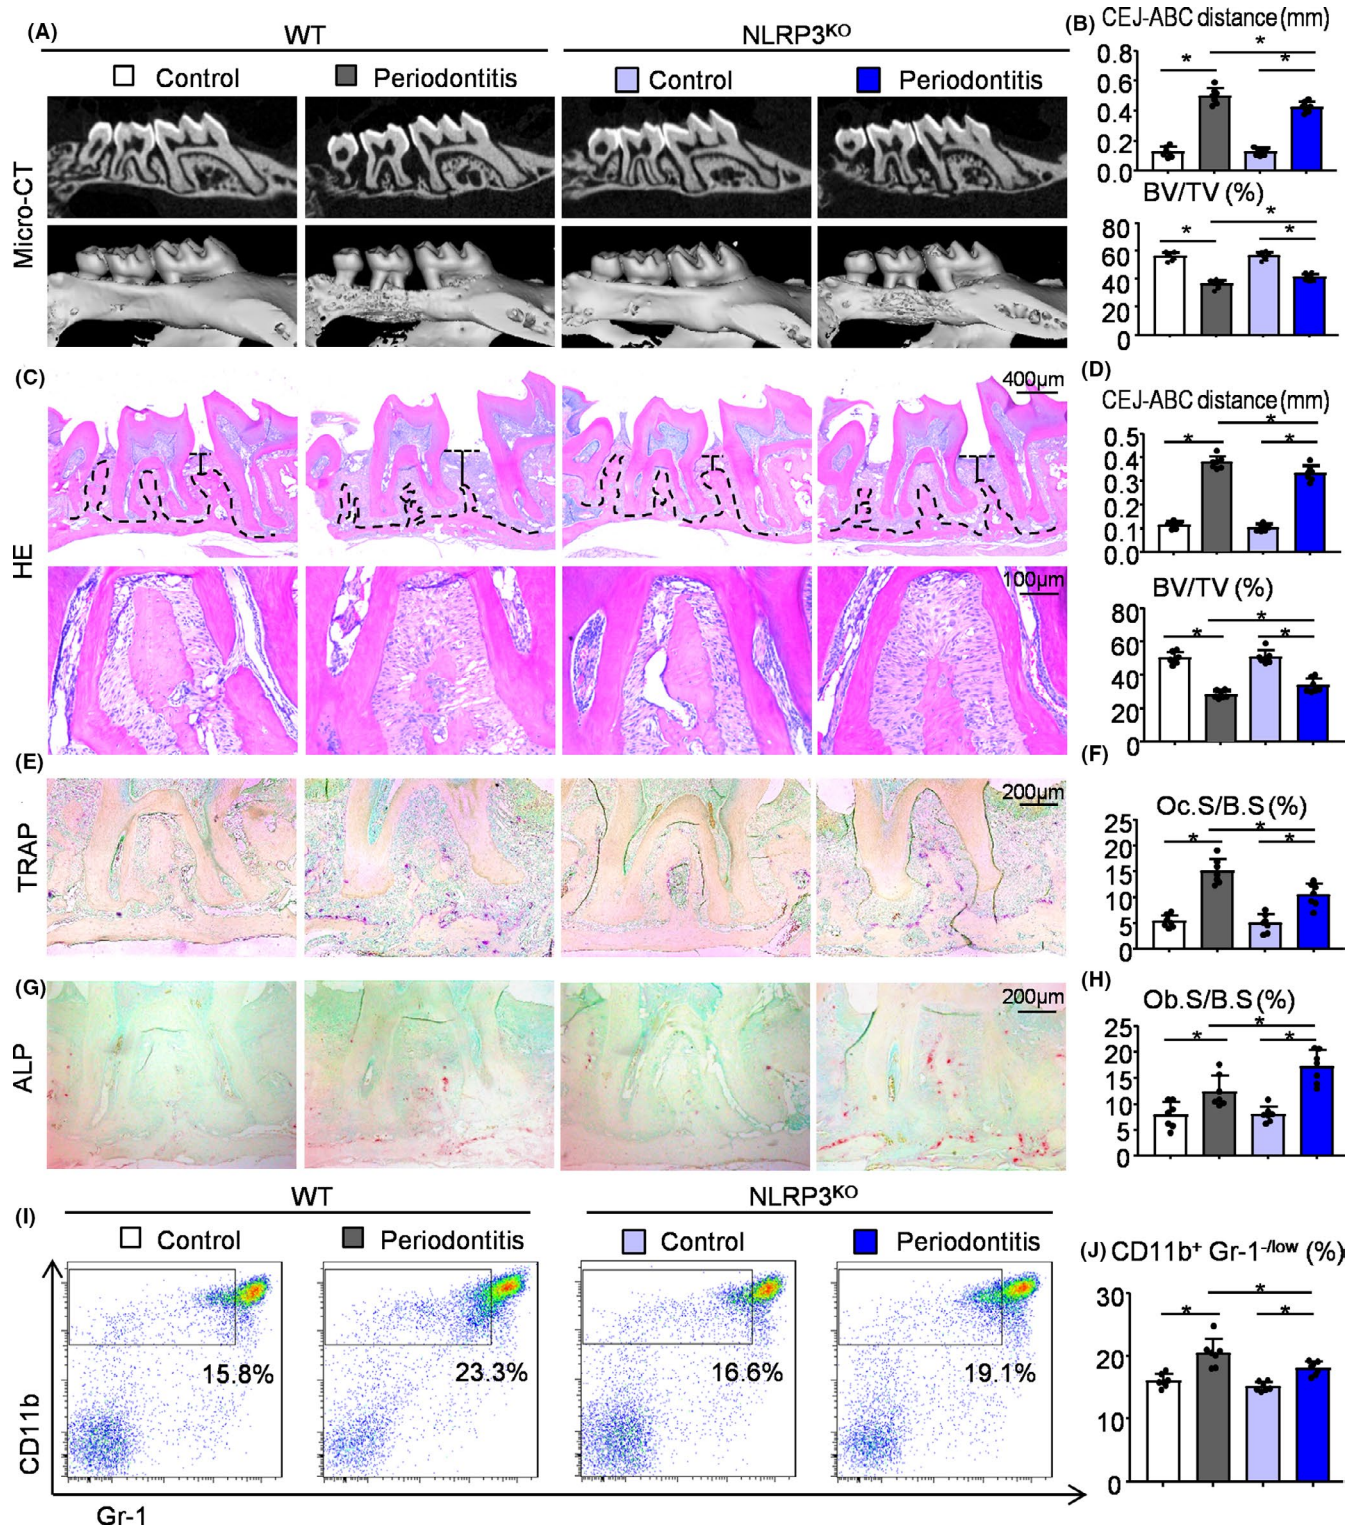 (A) WT NLRP3KO
Control Periodontitis Control Periodontitis
Micro-CT
(B) CEJ-ABC distance (mm)
0.8
0.6
0.4
0.2
0.0
* * *
BV/TV (%)
80
60
40
20
0
* * *
(C)
HE
400μm
100μm
(D)
CEJ-ABC distance (mm)
0.5
0.4
0.3
0.2
0.1
0.0
* * *
BV/TV (%)
80
60
40
20
0
* * *
(E)
TRAP
200μm
(F)
Oc.S/B.S (%)
25
20
15
10
5
0
* * *
(G)
ALP
200μm
(H)
Ob.S/B.S (%)
25
20
15
10
5
0
* * *
(I) WT NLRP3KO
Control Periodontitis Control Periodontitis
15.8% 23.3% 16.6% 19.1%
CD11b
Gr-1
(J) CD11b+ Gr-1-/low (%)
30
20
10
0
* * *